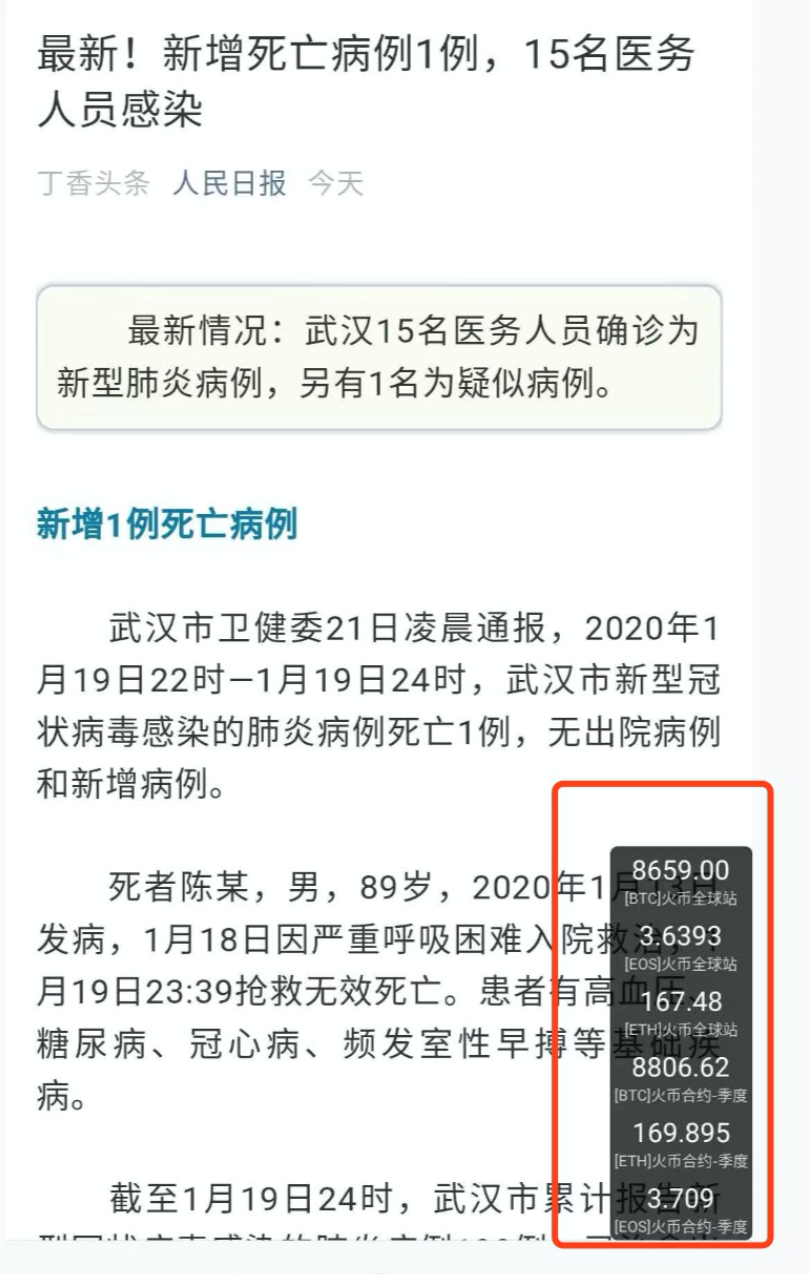 最新！新增死亡病例1例，15名医务
人员感染
丁香头条 人民日报 今天
最新情况：武汉15名医务人员确诊为
新型肺炎病例，另有1名为疑似病例。
新增1例死亡病例
武汉市卫健委21日凌晨通报，2020年1
月19日22时—1月19日24时，武汉市新型冠
状病毒感染的肺炎病例死亡1例，无出院病例
和新增病例。
死者陈某，男，89岁，2020年1月13日
发病，1月18日因严重呼吸困难入院救治，1
月19日23:39抢救无效死亡。患者有高血压、
糖尿病、冠心病、频发室性早搏等基础疾
病。
截至1月19日24时，武汉市累计报告新
8659.00
[BTC]火币全球站
3.6393
[EOS]火币全球站
167.48
[ETH]火币全球站
8806.62
[BTC]火币合约-季度
169.895
[ETH]火币合约-季度
3.709
[EOS]火币合约-季度